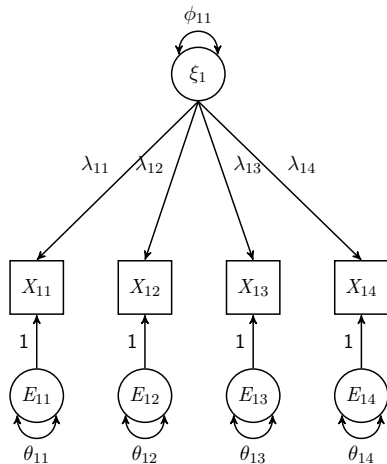 ϕ₁₁
ξ₁
λ₁₁ λ₁₂ λ₁₃ λ₁₄
X₁₁ X₁₂ X₁₃ X₁₄
1 1 1 1
E₁₁ E₁₂ E₁₃ E₁₄
θ₁₁ θ₁₂ θ₁₃ θ₁₄